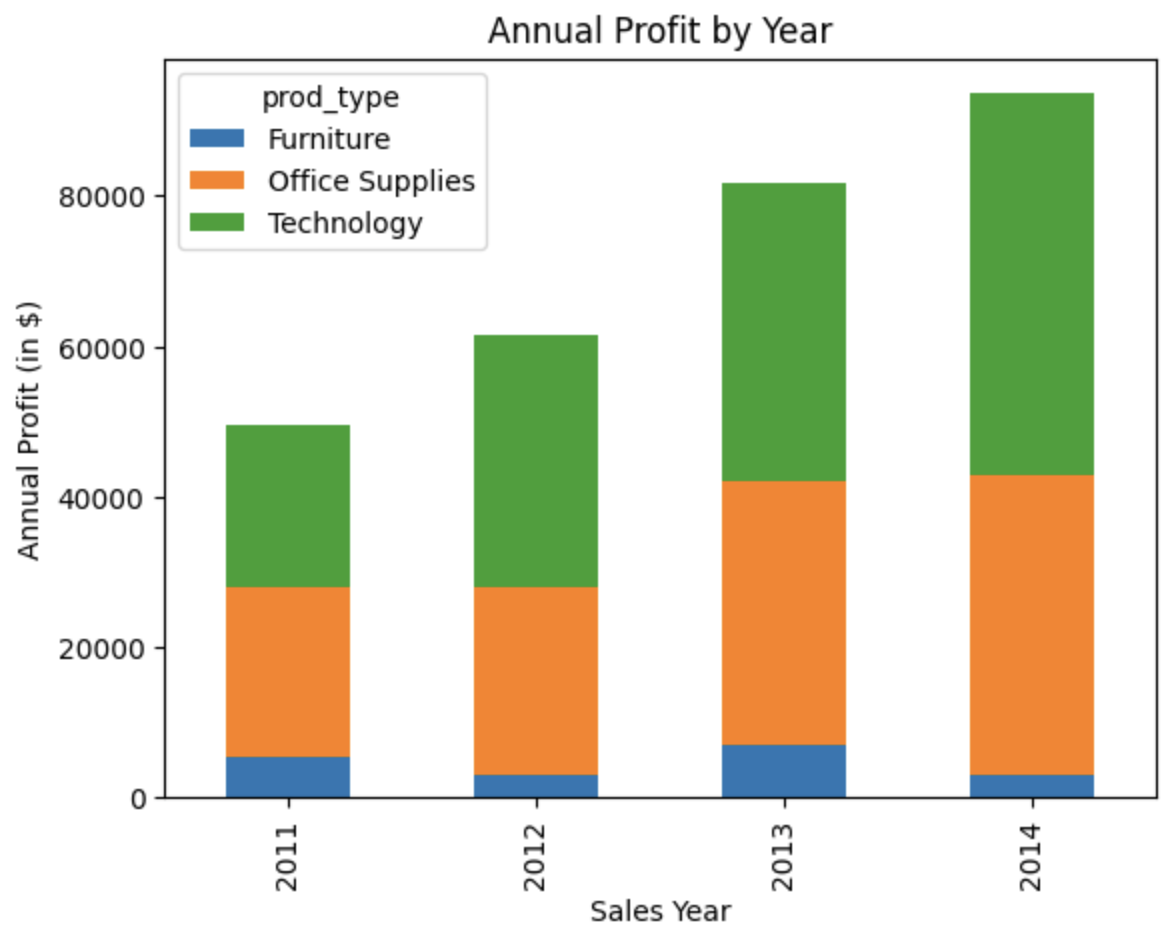 Annual Profit by Year
prod_type
Furniture
Office Supplies
Technology
Annual Profit (in $)
80000
60000
40000
20000
0
2011
2012
2013
2014
Sales Year